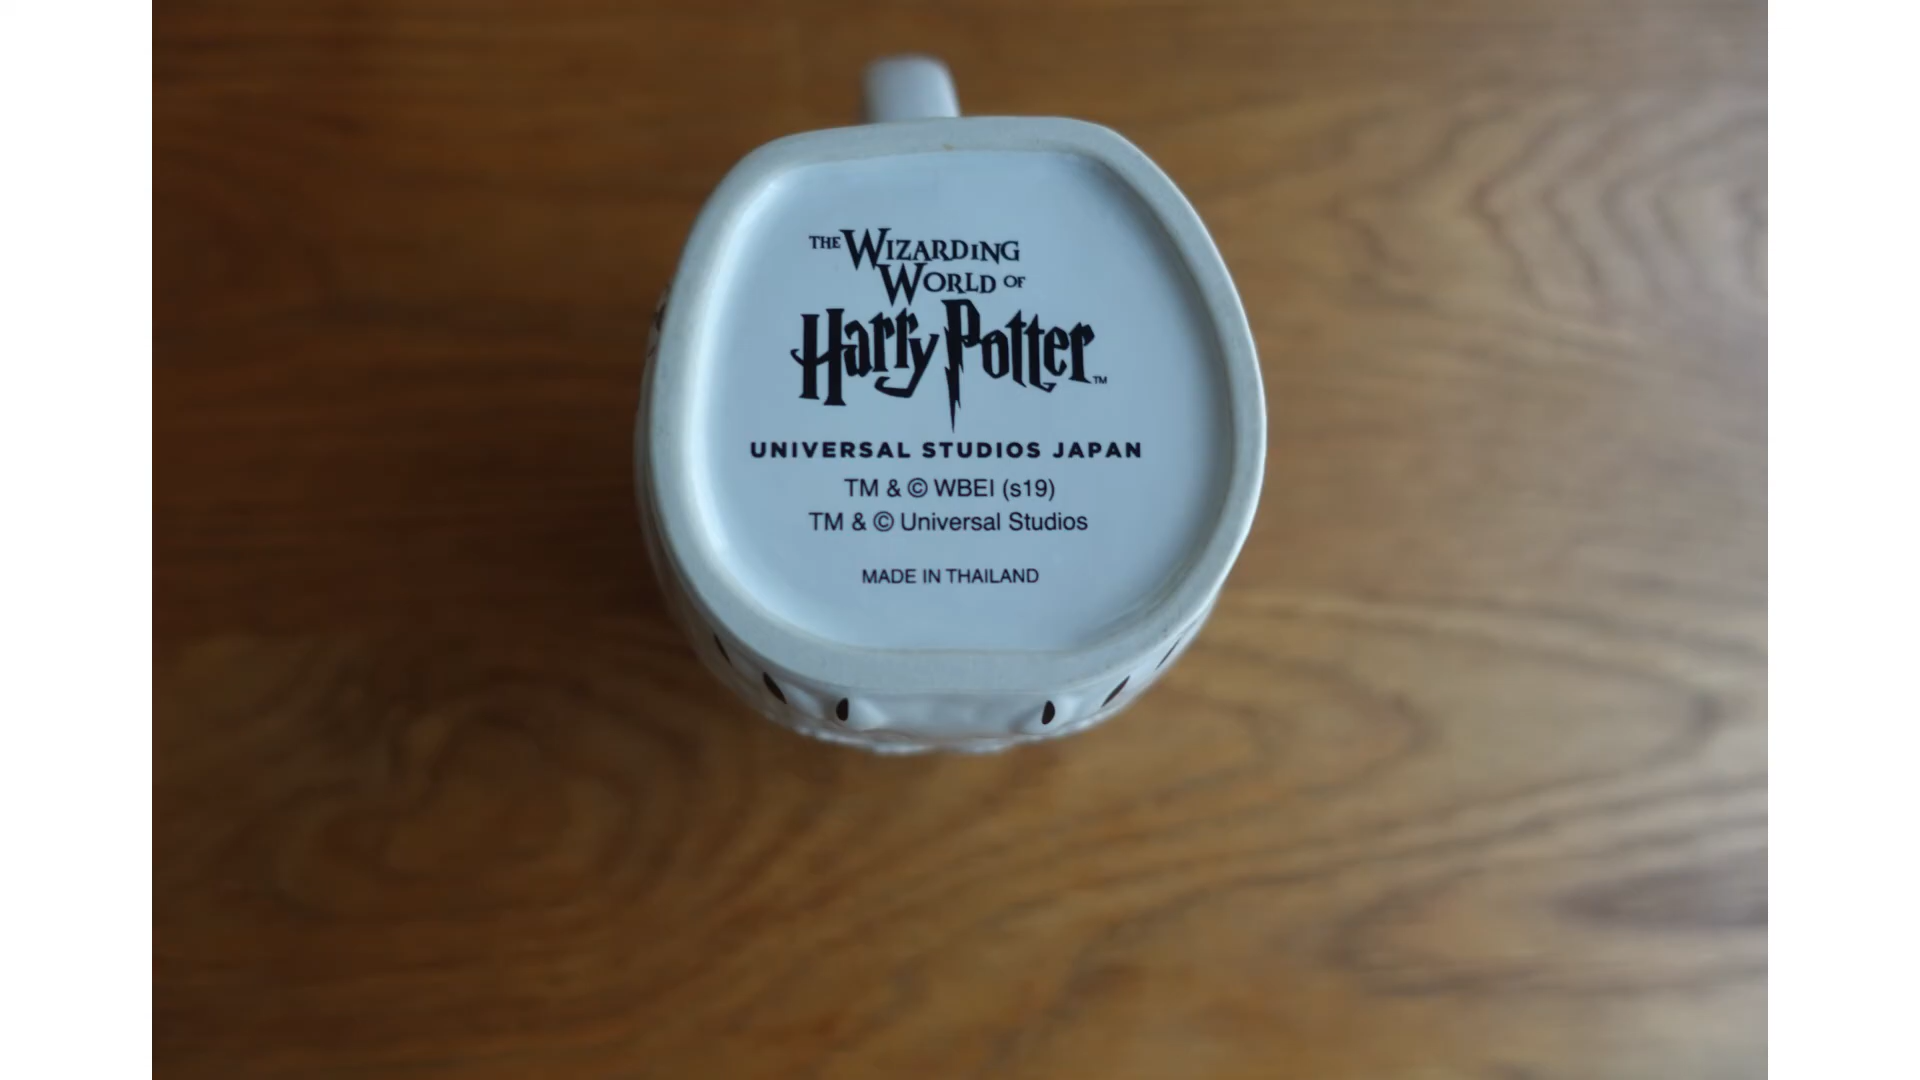 THE WIZARDING
WORLD OF
Harry Potter™
UNIVERSAL STUDIOS JAPAN
TM & © WBEI (s19)
TM & © Universal Studios
MADE IN THAILAND